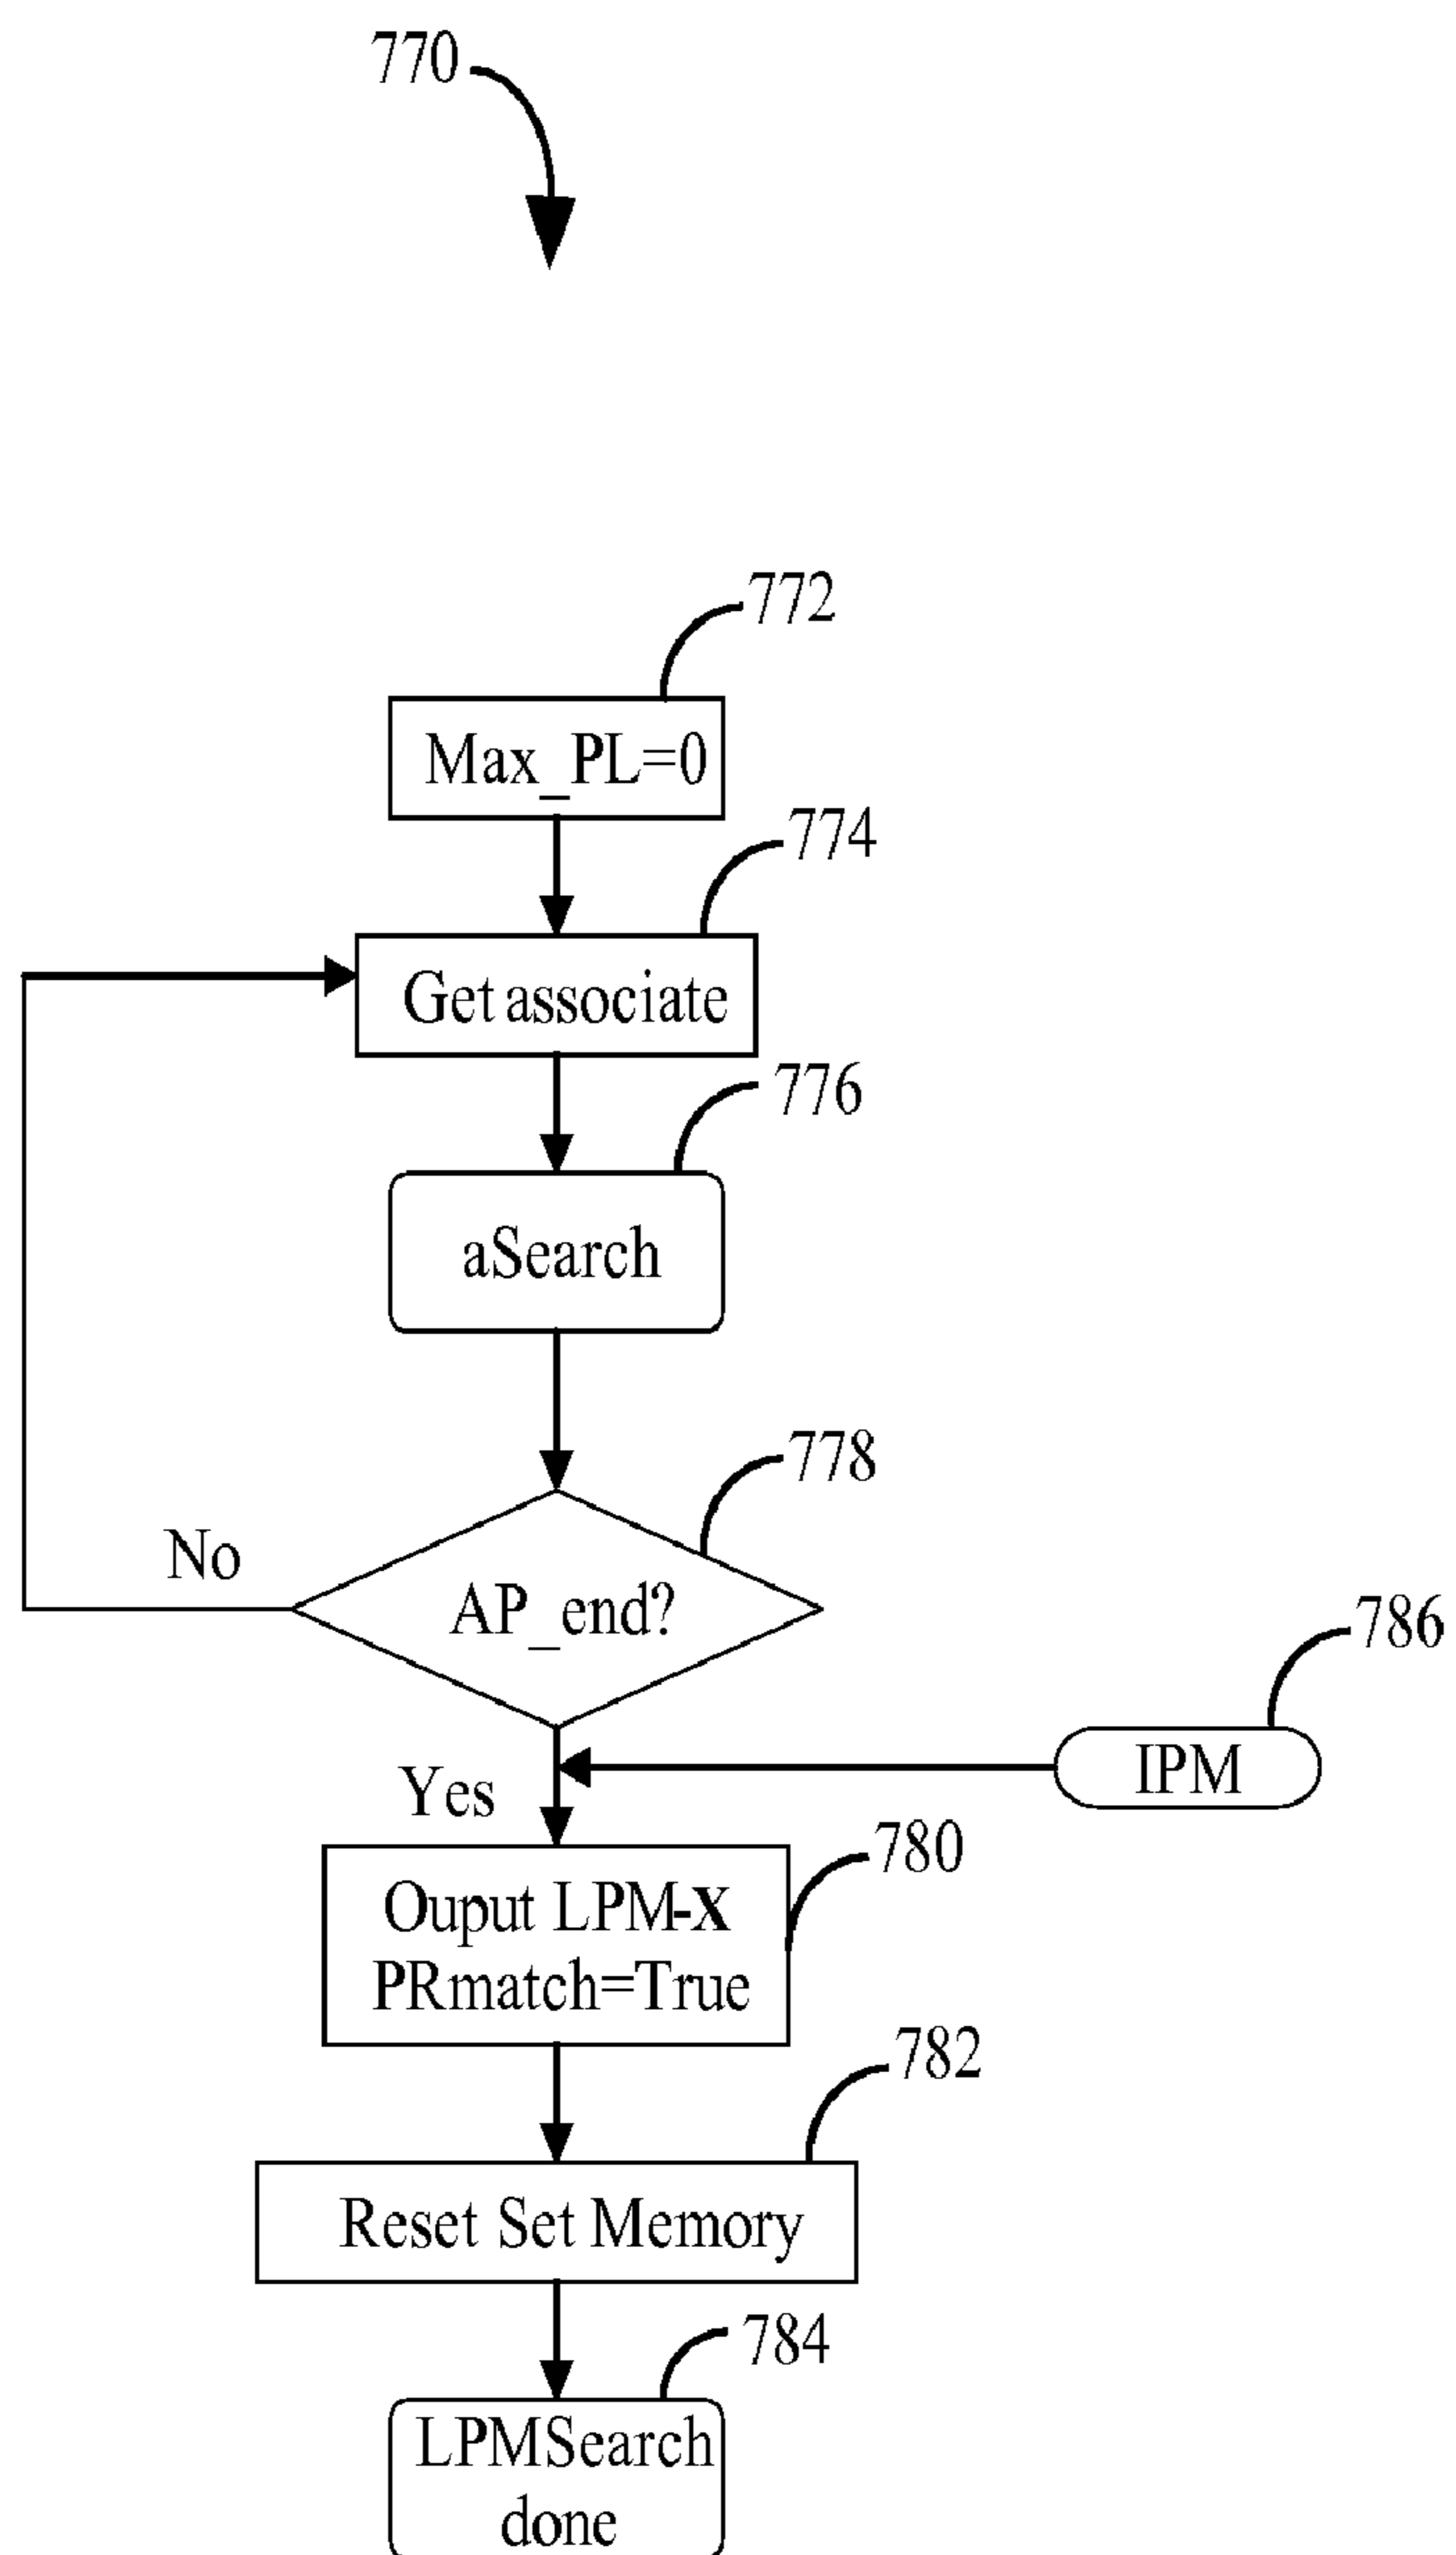 770
772
Max_PL=0
774
Get associate
776
aSearch
778
No
AP_end?
786
IPM
Yes
780
Ouput LPM-X
PRmatch=True
782
Reset Set Memory
784
LPMSearch
done